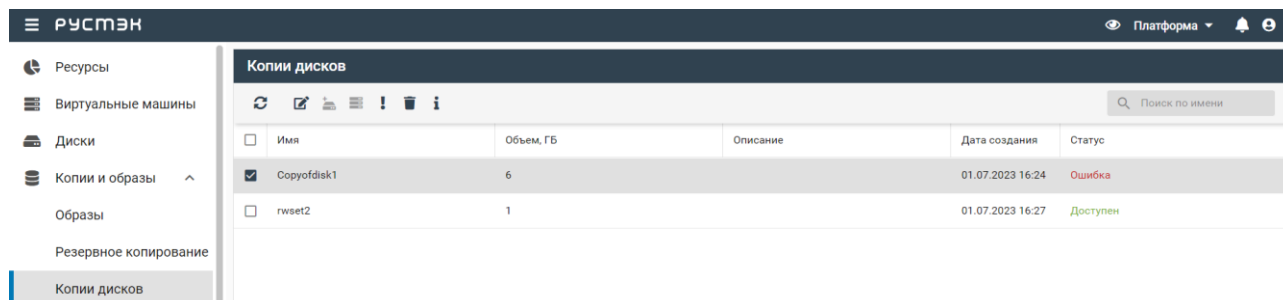 РУСТЭК
Платформа
Ресурсы
Виртуальные машины
Диски
Копии и образы
Образы
Резервное копирование
Копии дисков
Копии дисков
Поиск по имени
Имя Объем, ГБ Описание Дата создания Статус
Copyofdisk1 6 01.07.2023 16:24 Ошибка
rwset2 1 01.07.2023 16:27 Доступен